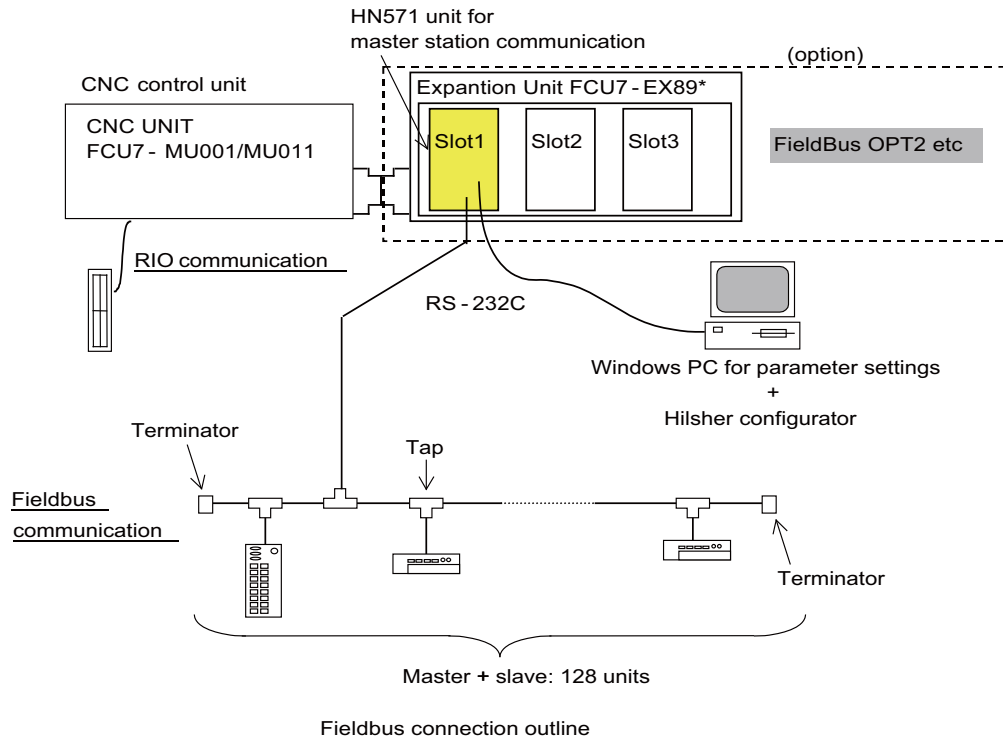 HN571 unit for
master station communication
(option)
CNC control unit
Expantion Unit FCU7 - EX89*
CNC UNIT
FCU7 - MU001/MU011
Slot1
Slot2
Slot3
FieldBus OPT2 etc
RIO communication
RS - 232C
Windows PC for parameter settings
+
Hilsher configurator
Terminator
Tap
Fieldbus
communication
Terminator
Master + slave: 128 units
Fieldbus connection outline